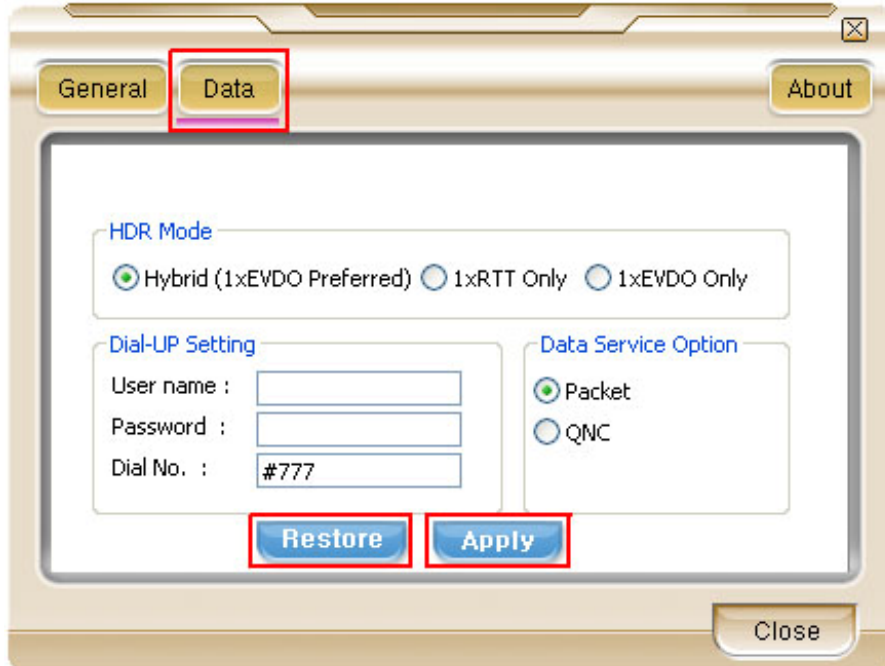 General Data About
HDR Mode
Hybrid (1xEVDO Preferred) 1xRTT Only 1xEVDO Only
Dial-UP Setting
User name :
Password :
Dial No. : #777
Data Service Option
Packet
QNC
Restore Apply
Close